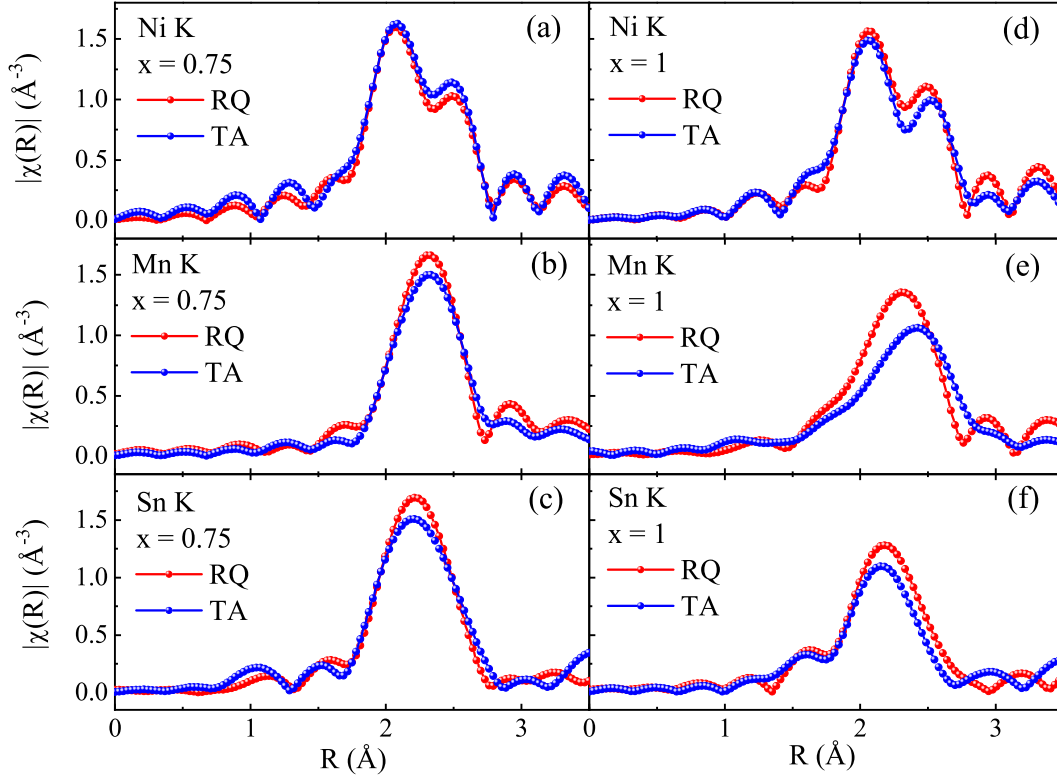 Ni K
x = 0.75
RQ
TA
(a)
|χ(R)| (Å⁻³)
0.0
0.5
1.0
1.5
Ni K
x = 1
RQ
TA
(d)
Mn K
x = 0.75
RQ
TA
(b)
|χ(R)| (Å⁻³)
0.0
0.5
1.0
1.5
Mn K
x = 1
RQ
TA
(e)
Sn K
x = 0.75
RQ
TA
(c)
|χ(R)| (Å⁻³)
0.0
0.5
1.0
1.5
Sn K
x = 1
RQ
TA
(f)
0 1 2 3 0 1 2 3
R (Å) R (Å)